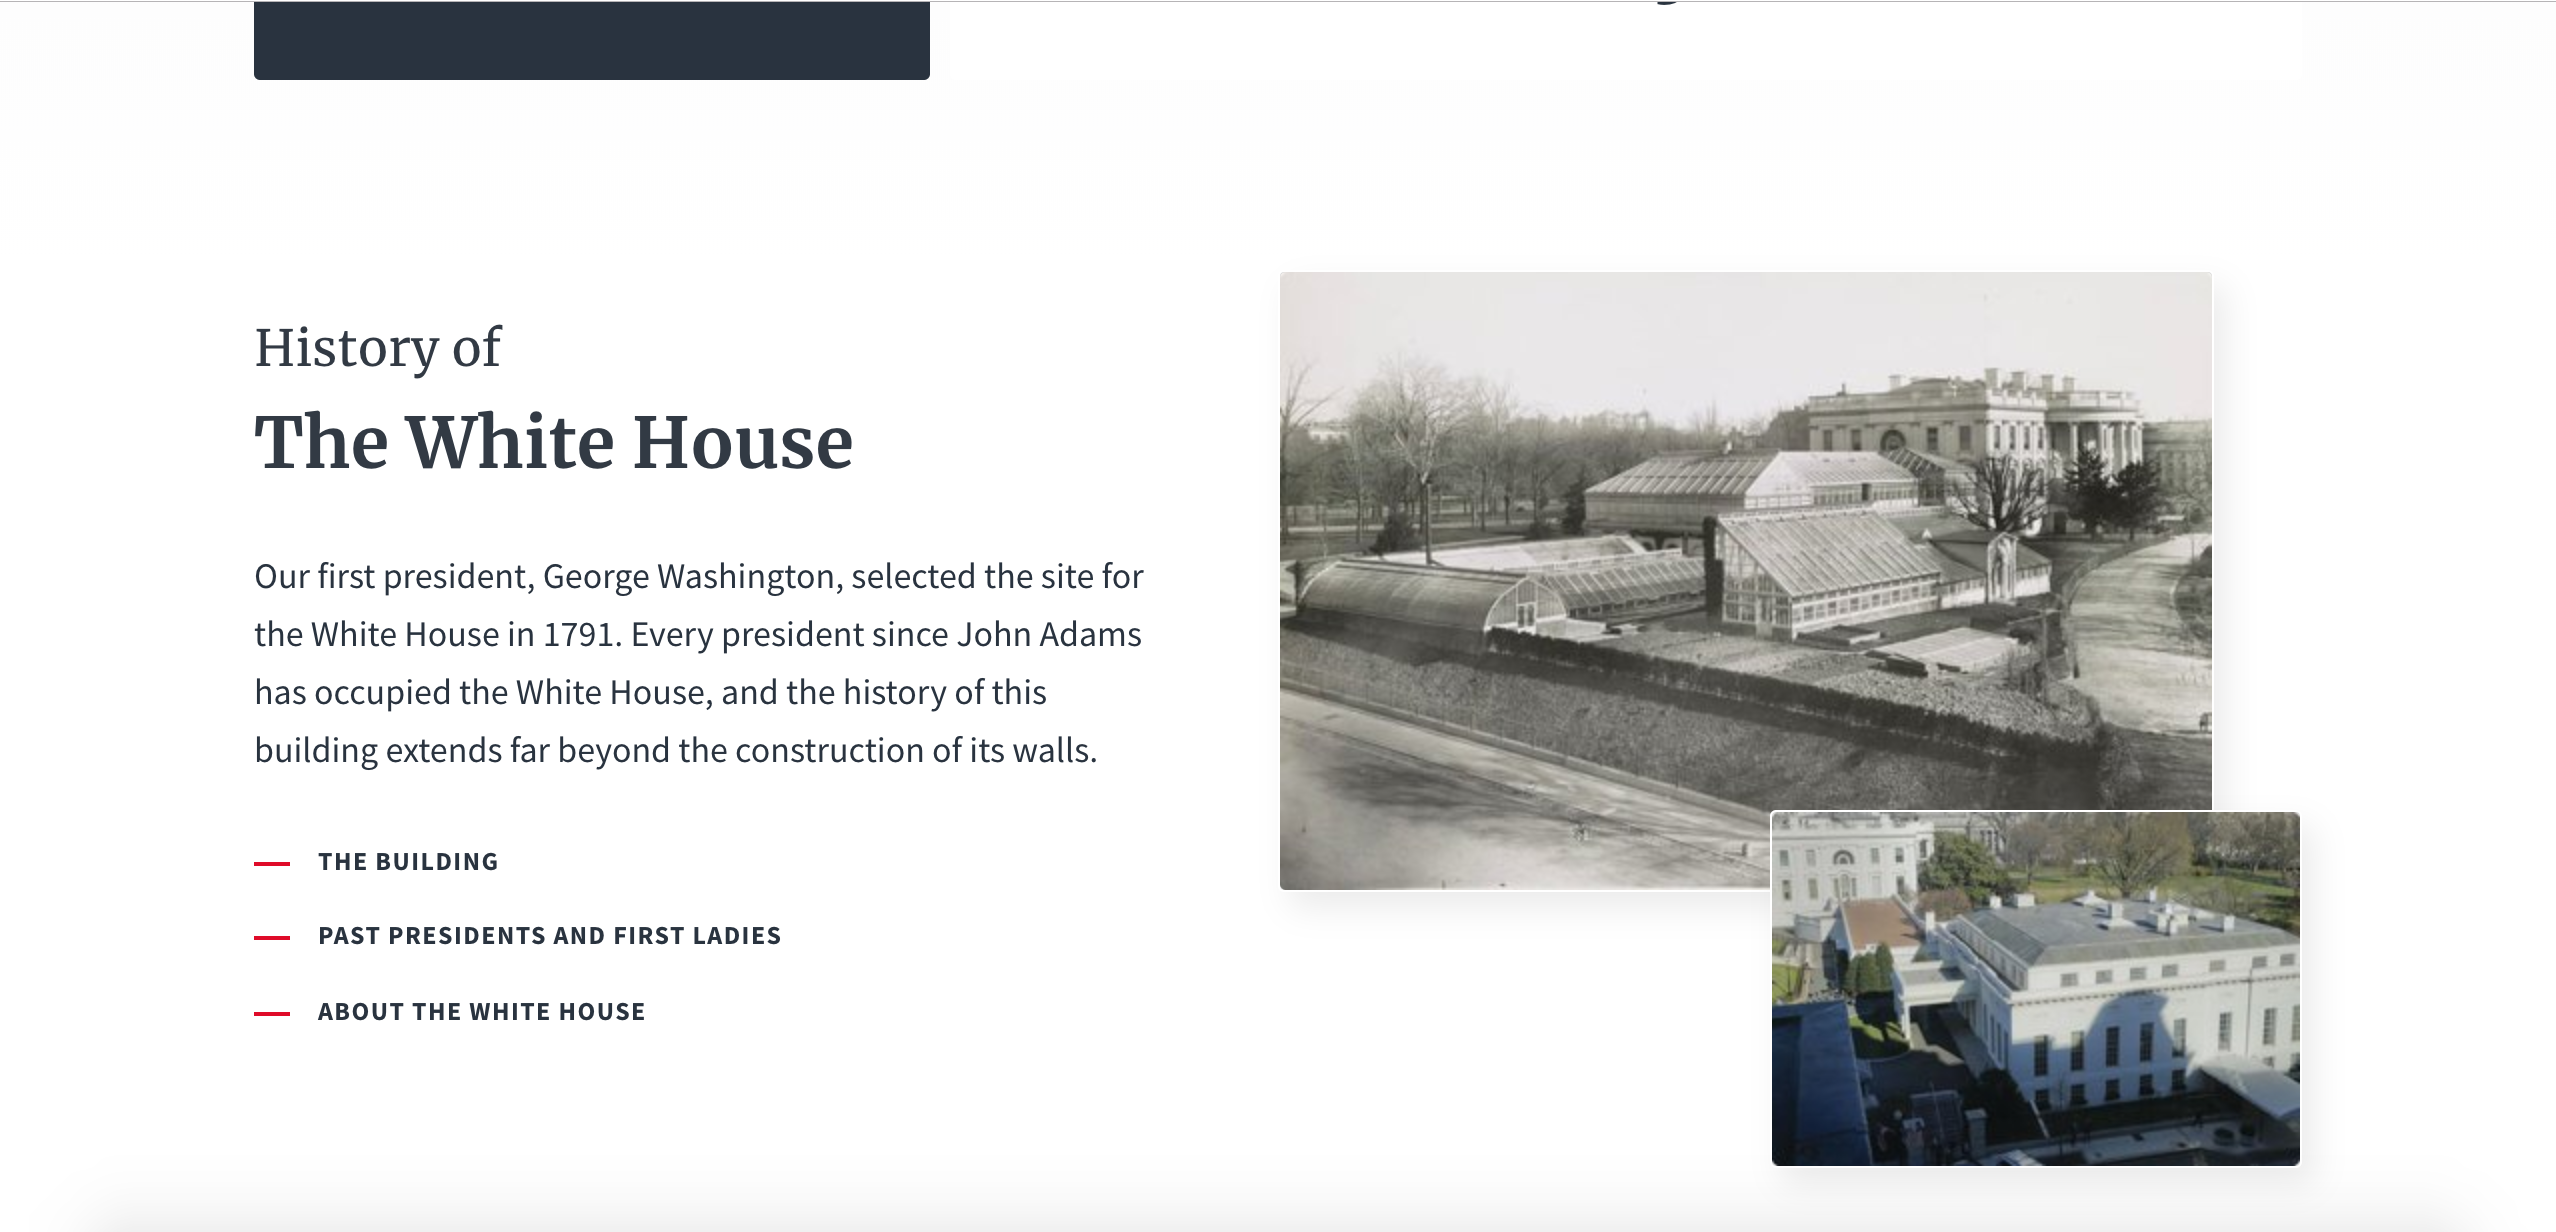 History of
The White House
Our first president, George Washington, selected the site for
the White House in 1791. Every president since John Adams
has occupied the White House, and the history of this
building extends far beyond the construction of its walls.
THE BUILDING
PAST PRESIDENTS AND FIRST LADIES
ABOUT THE WHITE HOUSE